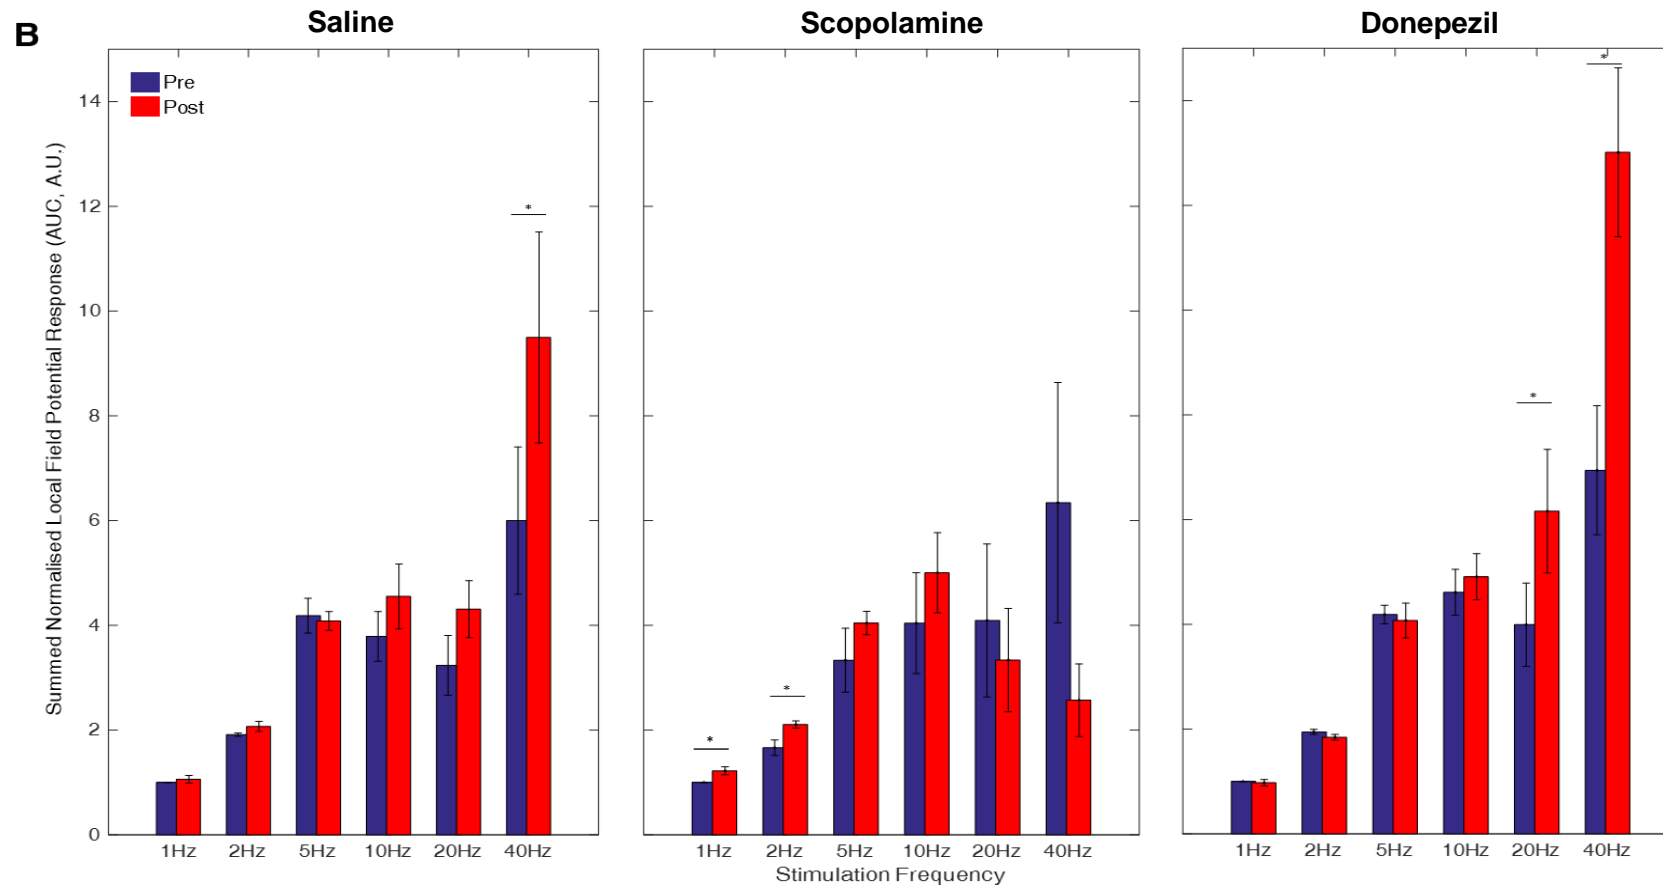 B
Saline
Scopolamine
Donepezil
Pre
Post
Summed Normalised Local Field Potential Response (AUC, A.U.)
14
12
10
8
6
4
2
0
*
* *
* *
1Hz 2Hz 5Hz 10Hz 20Hz 40Hz
1Hz 2Hz 5Hz 10Hz 20Hz 40Hz
1Hz 2Hz 5Hz 10Hz 20Hz 40Hz
Stimulation Frequency